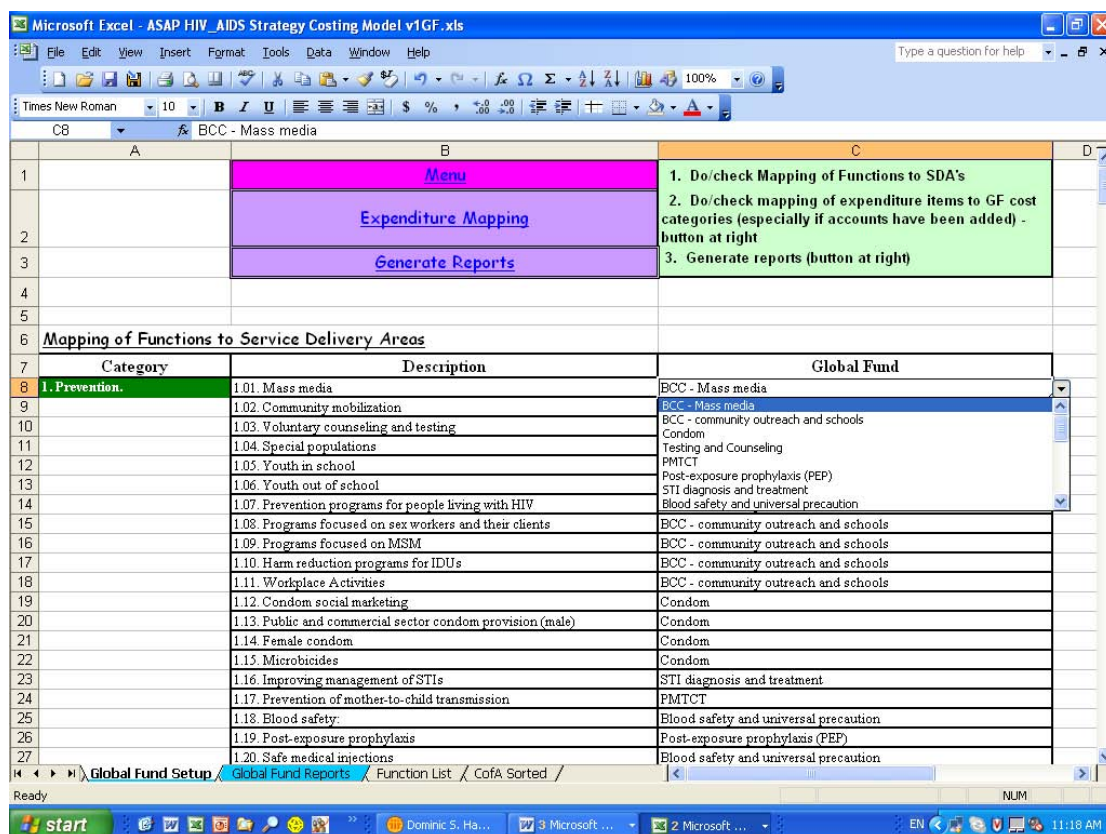 Microsoft Excel - ASAP HIV_AIDS Strategy Costing Model v1GF.xls
File Edit View Insert Format Tools Data Window Help Type a question for help
100%
Times New Roman 10 B I U $ %
C8 fx BCC - Mass media
A B C D
1 Menu 1. Do/check Mapping of Functions to SDA's
2 Expenditure Mapping 2. Do/check mapping of expenditure items to GF cost
categories (especially if accounts have been added) -
button at right
3 Generate Reports 3. Generate reports (button at right)
4
5
6 Mapping of Functions to Service Delivery Areas
7 Category Description Global Fund
8 1. Prevention. 1.01. Mass media BCC - Mass media
9 1.02. Community mobilization BCC - Mass media
BCC - community outreach and schools
10 1.03. Voluntary counseling and testing Condom
11 1.04. Special populations Testing and Counseling
12 1.05. Youth in school PMTCT
13 1.06. Youth out of school Post-exposure prophylaxis (PEP)
STI diagnosis and treatment
14 1.07. Prevention programs for people living with HIV Blood safety and universal precaution
15 1.08. Programs focused on sex workers and their clients BCC - community outreach and schools
16 1.09. Programs focused on MSM BCC - community outreach and schools
17 1.10. Harm reduction programs for IDUs BCC - community outreach and schools
18 1.11. Workplace Activities BCC - community outreach and schools
19 1.12. Condom social marketing Condom
20 1.13. Public and commercial sector condom provision (male) Condom
21 1.14. Female condom Condom
22 1.15. Microbicides Condom
23 1.16. Improving management of STIs STI diagnosis and treatment
24 1.17. Prevention of mother-to-child transmission PMTCT
25 1.18. Blood safety: Blood safety and universal precaution
26 1.19. Post-exposure prophylaxis Post-exposure prophylaxis (PEP)
27 1.20. Safe medical injections Blood safety and universal precaution
Global Fund Setup Global Fund Reports Function List CofA Sorted
Ready NUM
start Dominic S. Ha... 3 Microsoft ... 2 Microsoft ... EN 11:18 AM